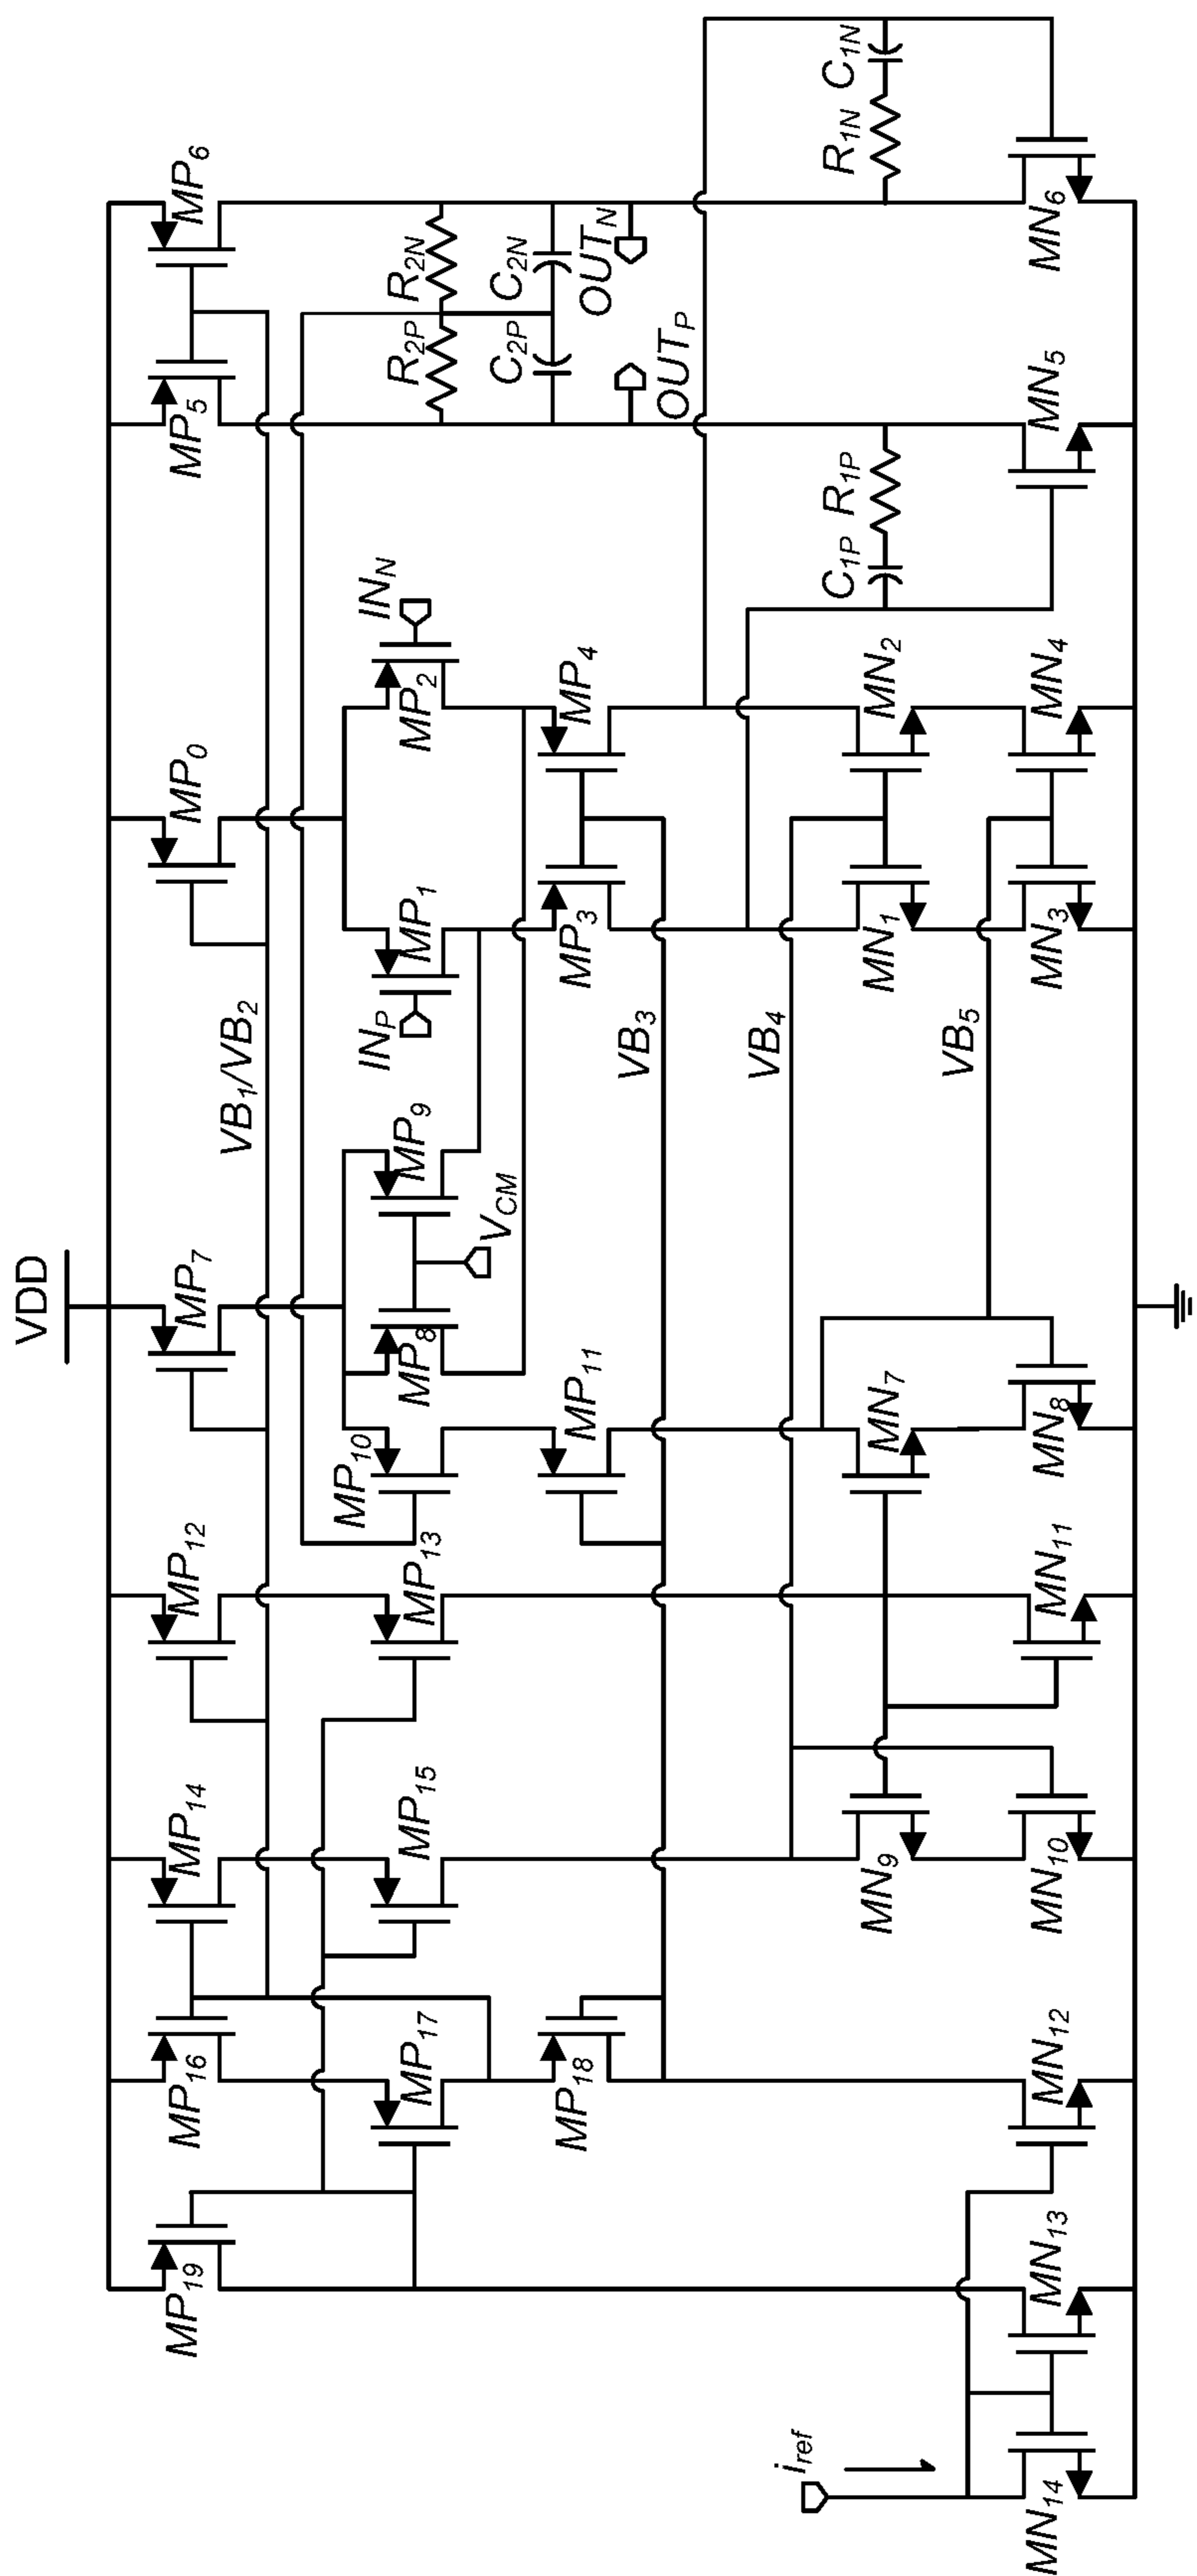 VDD
MP19
MP16
MP14
MP12
MP7
MP0
MP5
MP6
VB1/VB2
MP17
MP15
MP13
MP10
MP8
MP9
VCM
INP
MP1
MP2
INN
R2P
R2N
C2P
C2N
OUTP
OUTN
MP18
MP11
MP3
MP4
VB3
VB4
VB5
iref
MN9
MN7
MN1
MN2
C1P
R1P
R1N
C1N
MN14
MN13
MN12
MN10
MN11
MN8
MN3
MN4
MN5
MN6